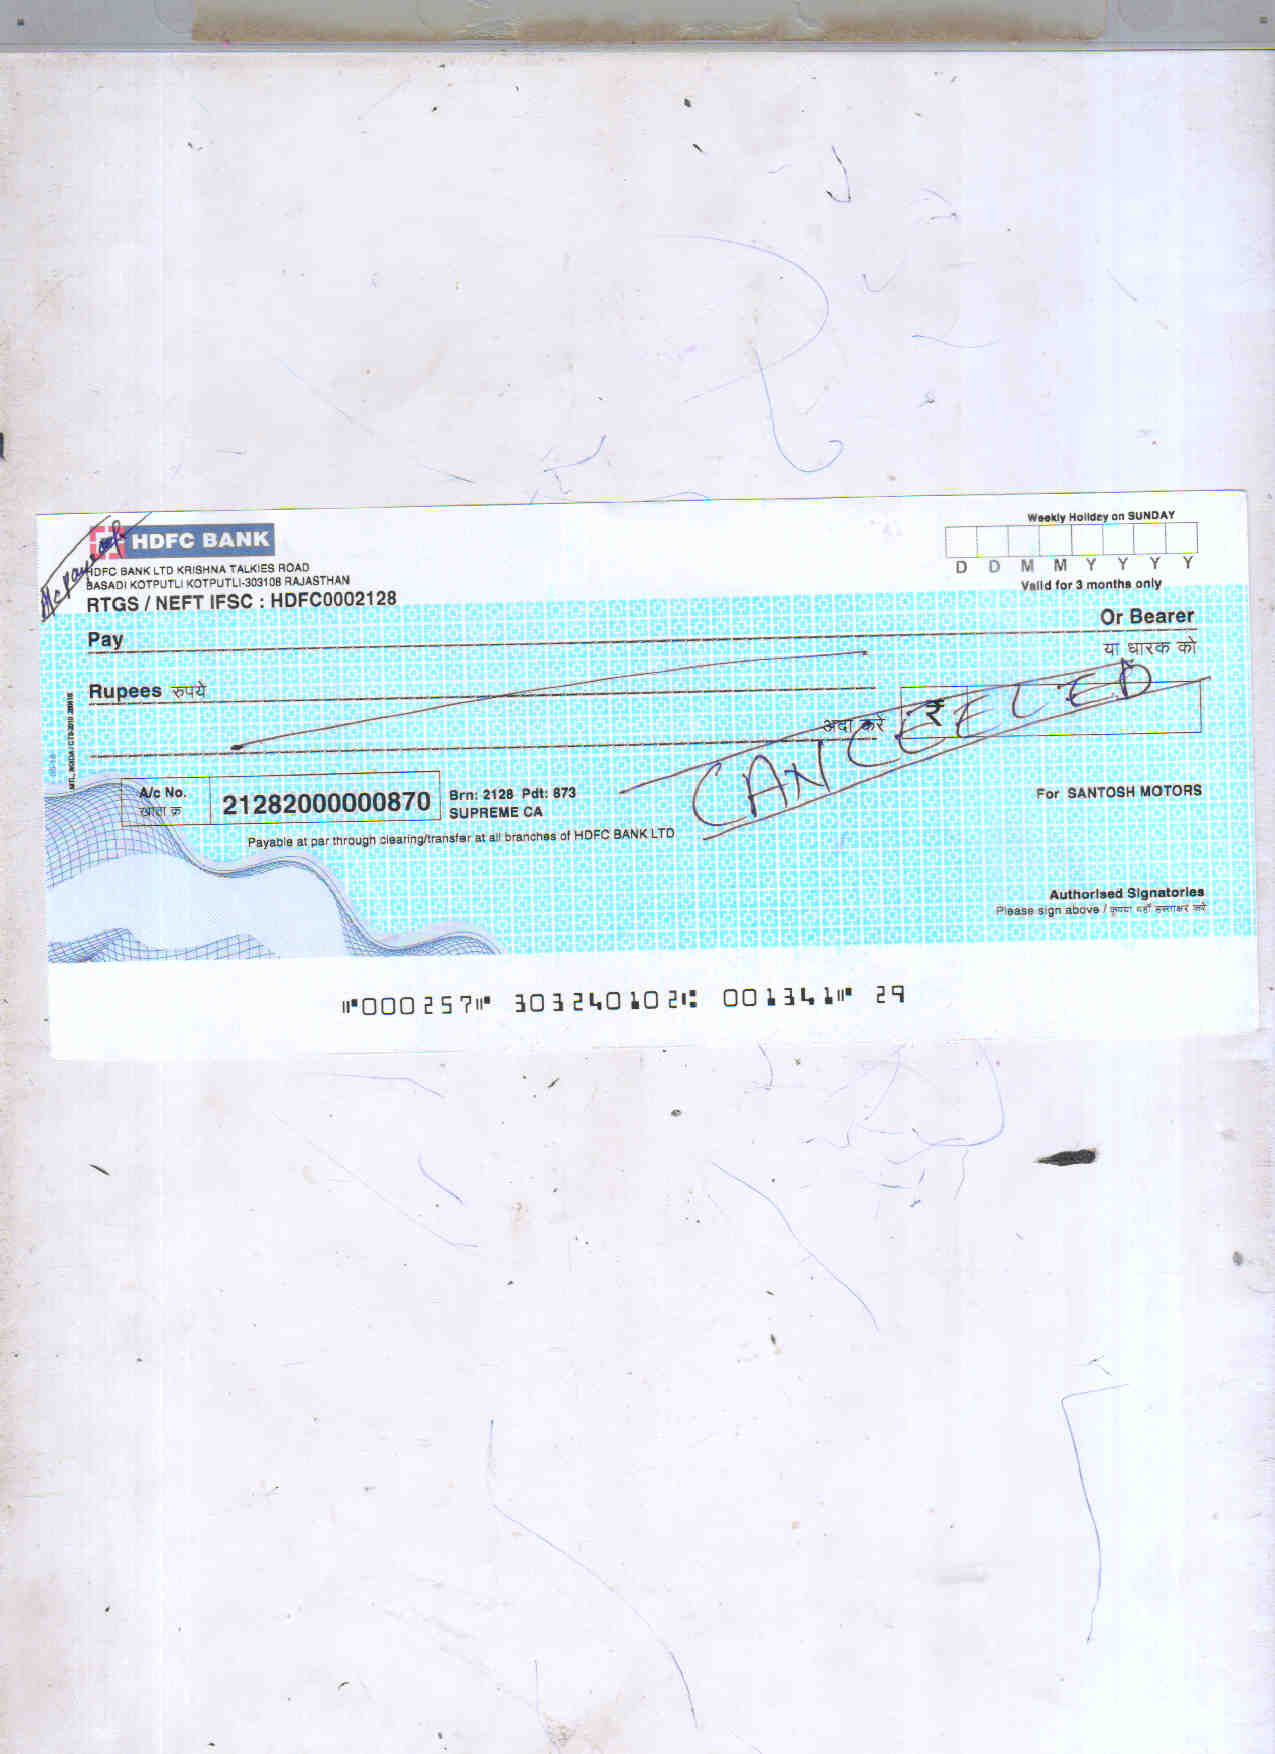 A/c payee only
HDFC BANK
HDFC BANK LTD KRISHNA TALKIES ROAD
BASADI KOTPUTLI KOTPUTLI-303108 RAJASTHAN
RTGS / NEFT IFSC : HDFC0002128
Weekly Holiday on SUNDAY
D D M M Y Y Y Y
Valid for 3 months only
Pay
Or Bearer
या धारक को
Rupees रुपये
अदा करें ₹
CANCELED
A/c No.
खाता क्र
21282000000870
Brn: 2128 Pdt: 873
SUPREME CA
For SANTOSH MOTORS
Payable at par through clearing/transfer at all branches of HDFC BANK LTD
Authorised Signatories
Please sign above / कृपया यहाँ हस्ताक्षर करें
⑈000257⑈ 303240102⑆ 001341⑈ 29